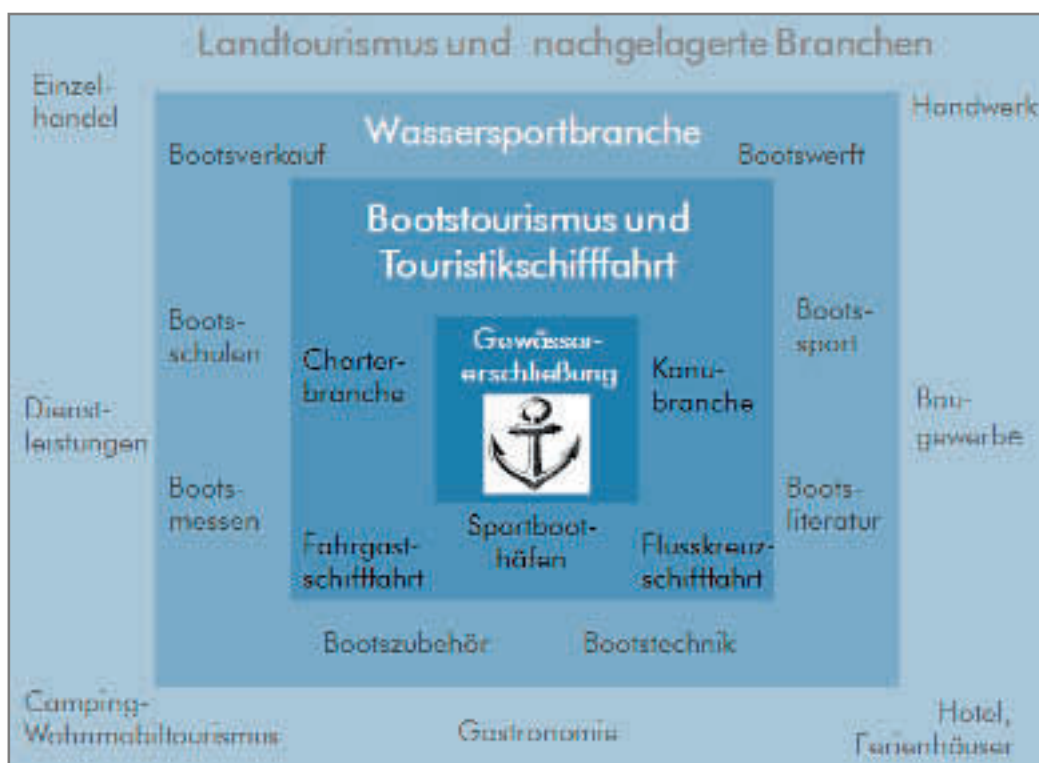 Landtourismus und nachgelagerte Branchen
Einzel-
handel
Handwerk
Wassersportbranche
Bootsverkauf
Bootswerft
Bootstourismus und
Touristikschifffahrt
Boots-
schulen
Boots-
sport
Gewässer-
erschließung
Charter-
branche
Kanu-
branche
Dienst-
leistungen
Bau-
gewerbe
Boots-
messen
Boots-
literatur
Sportboot-
häfen
Fahrgast-
schifffahrt
Flusskreuz-
schifffahrt
Bootszubehör
Bootstechnik
Camping-
Wohnmobiltourismus
Gastronomie
Hotel,
Ferienhäuser